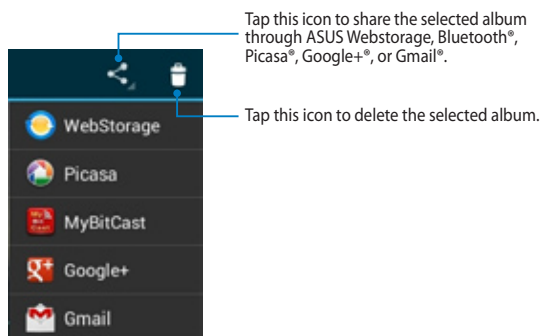 Tap this icon to share the selected album
through ASUS Webstorage, Bluetooth®,
Picasa®, Google+®, or Gmail®.
Tap this icon to delete the selected album.
WebStorage
Picasa
MyBitCast
Google+
Gmail